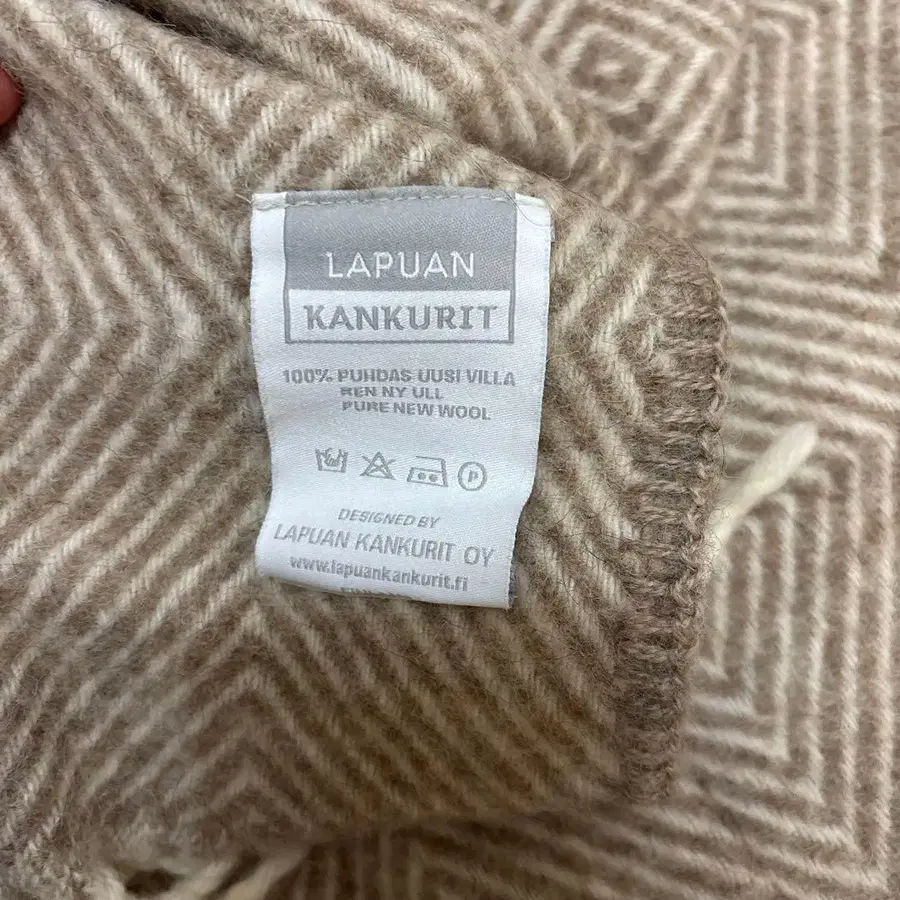 LAPUAN
KANKURIT
100% PUHDAS UUSI VILLA
REN NY ULL
PURE NEW WOOL
P
DESIGNED BY
LAPUAN KANKURIT OY
www.lapuankankurit.fi